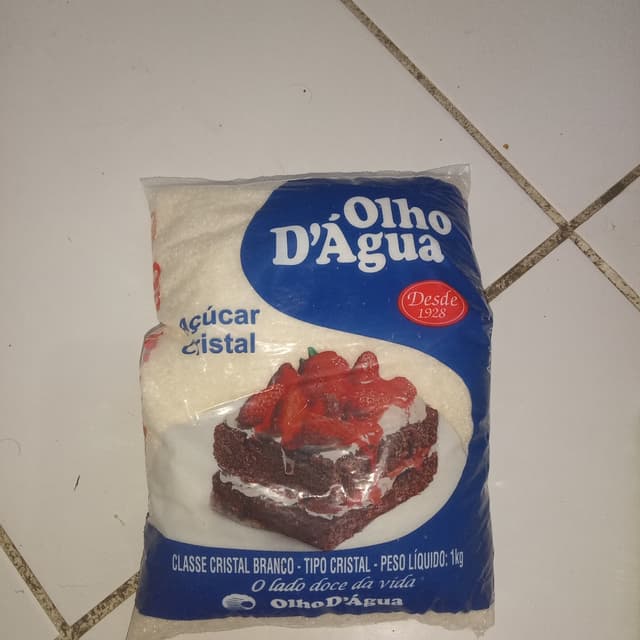 Olho
D'Água
Desde
1928
Açúcar
Cristal
CLASSE CRISTAL BRANCO - TIPO CRISTAL - PESO LÍQUIDO: 1kg
O lado doce da vida
Olho D'Água